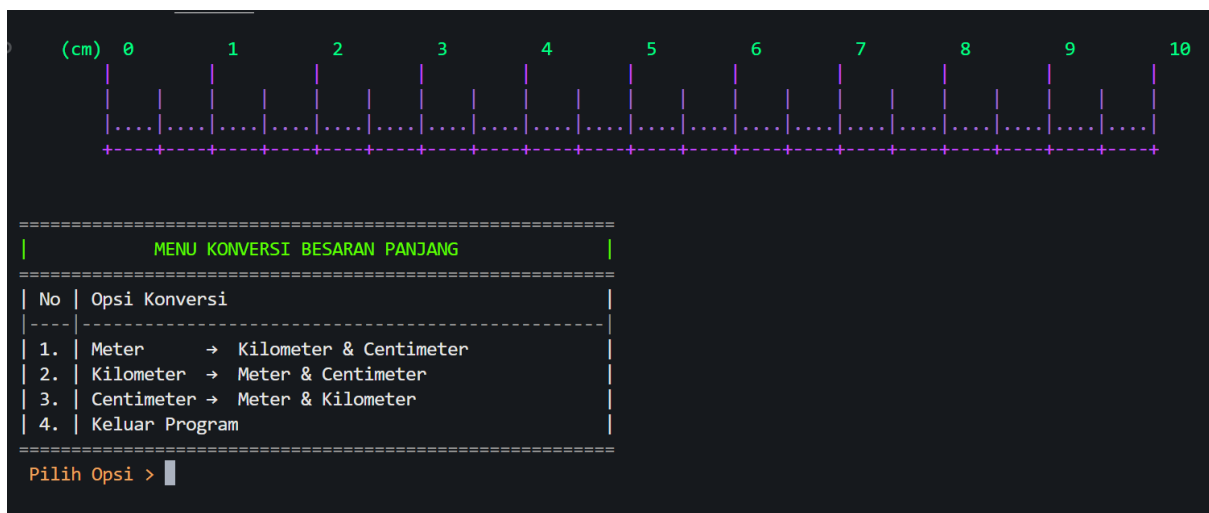 (cm) 0 1 2 3 4 5 6 7 8 9 10
MENU KONVERSI BESARAN PANJANG
| No | Opsi Konversi |
| 1. | Meter → Kilometer & Centimeter |
| 2. | Kilometer → Meter & Centimeter |
| 3. | Centimeter → Meter & Kilometer |
| 4. | Keluar Program |
Pilih Opsi >